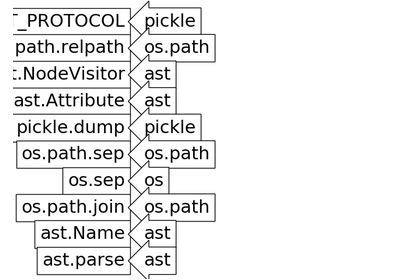 T_PROTOCOL pickle
path.relpath os.path
t.NodeVisitor ast
ast.Attribute ast
pickle.dump pickle
os.path.sep os.path
os.sep os
os.path.join os.path
ast.Name ast
ast.parse ast